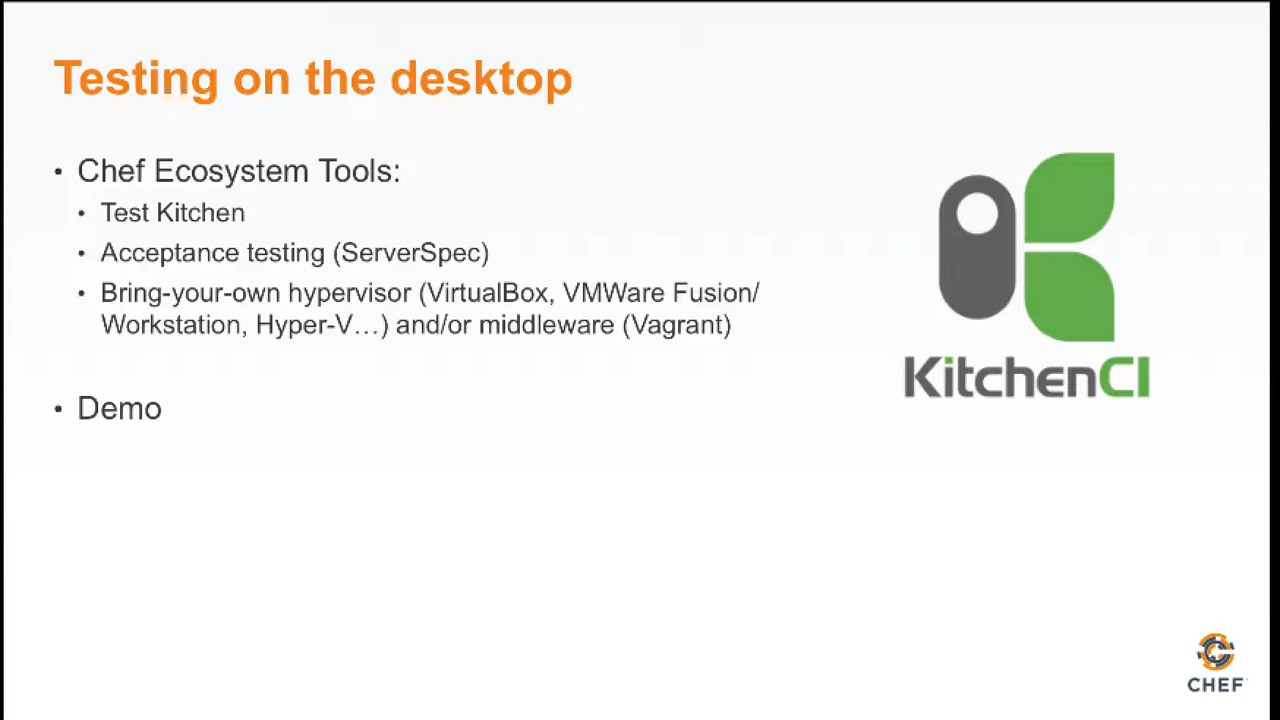 Testing on the desktop
• Chef Ecosystem Tools:
• Test Kitchen
• Acceptance testing (ServerSpec)
• Bring-your-own hypervisor (VirtualBox, VMWare Fusion/
Workstation, Hyper-V…) and/or middleware (Vagrant)
• Demo
KitchenCI
CHEF